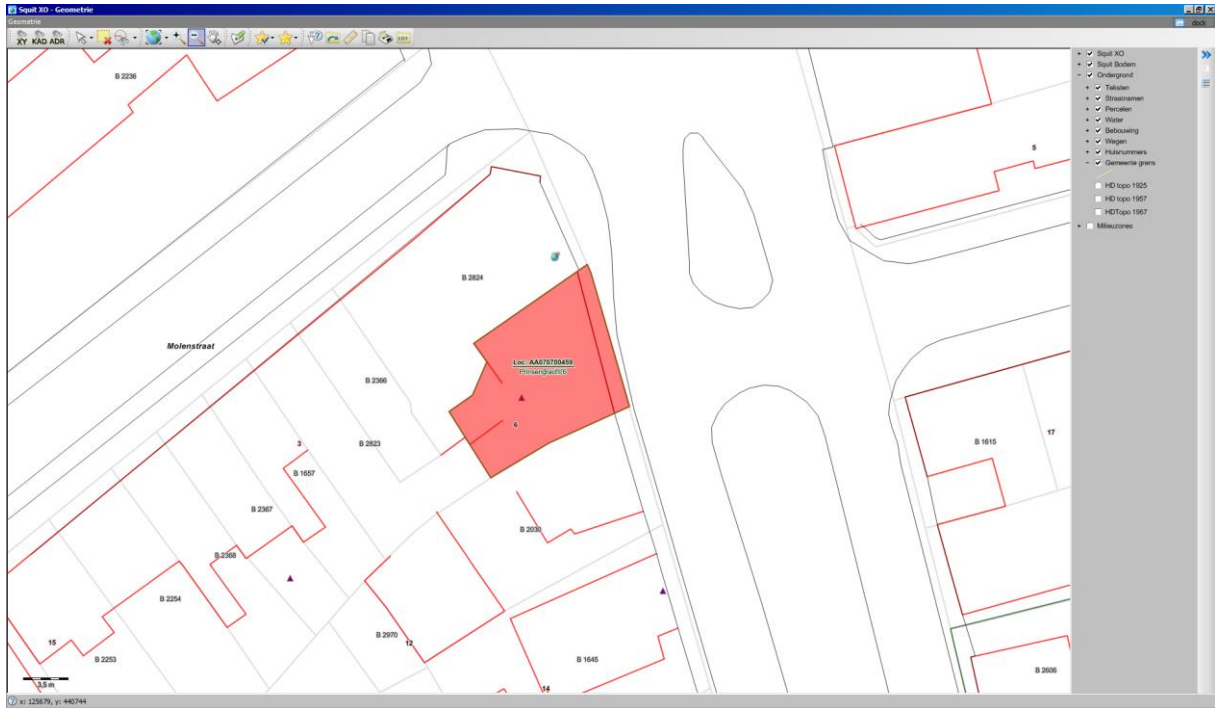 Squit XO - Geometrie
Geometrie
dock
XY KAD ADR
Squit XO
Squit Bodem
Ondergrond
Teksten
Straatnamen
Percelen
Water
Bebouwing
Wegen
Huisnummers
Gemeente grens
HD topo 1925
HD topo 1957
HDTopo 1967
Milieuzones
B 2236
5
B 2824
Molenstraat
Loc: AA070700459
B 2366
6
3
B 2823
B 1615
17
B 1657
B 2367
B 2030
B 2368
B 2254
15
B 2970
12
B 2253
B 1645
B 2606
14
3,5 m
x: 125679, y: 440744